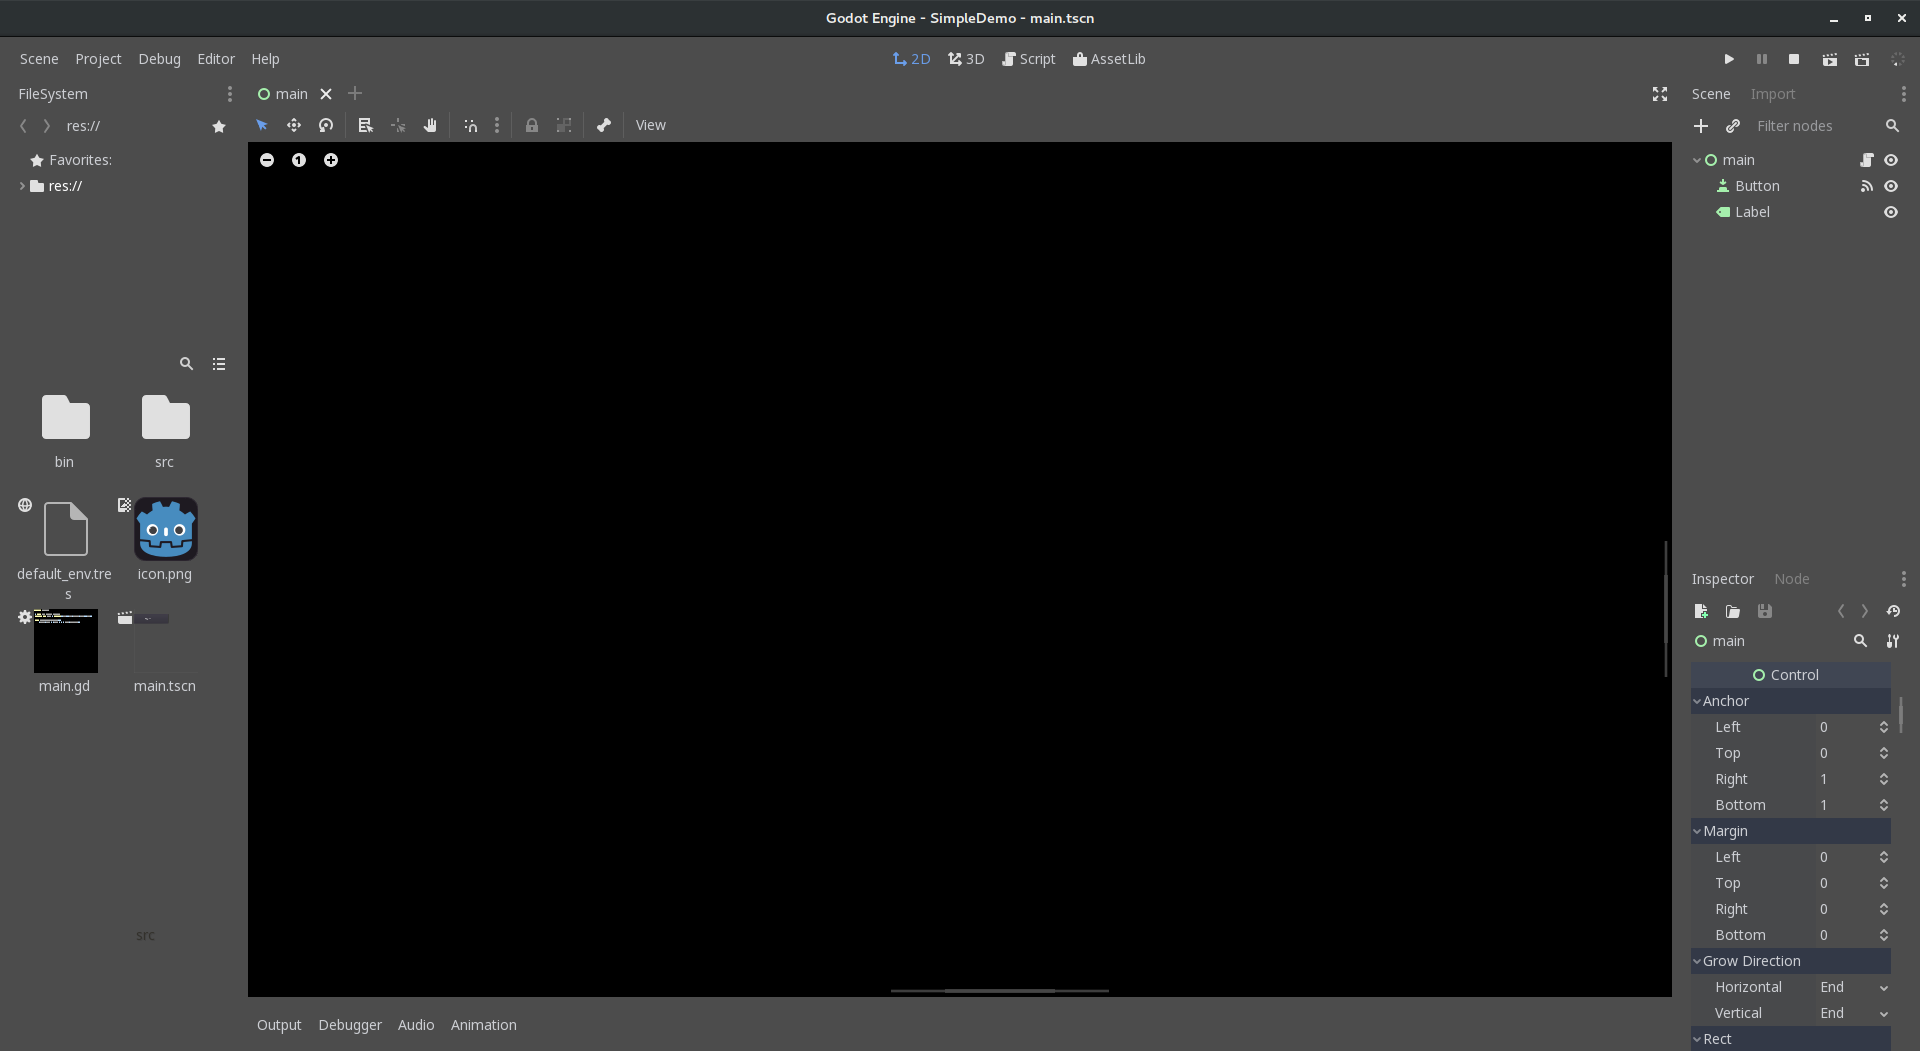 Godot Engine - SimpleDemo - main.tscn
Scene Project Debug Editor Help
2D 3D Script AssetLib
FileSystem
res://
Favorites:
res://
bin src
default_env.tre
s
icon.png
main.gd main.tscn
src
main
View
1
Output Debugger Audio Animation
Scene Import
Filter nodes
main
Button
Label
Inspector Node
main
Control
Anchor
Left 0
Top 0
Right 1
Bottom 1
Margin
Left 0
Top 0
Right 0
Bottom 0
Grow Direction
Horizontal End
Vertical End
Rect